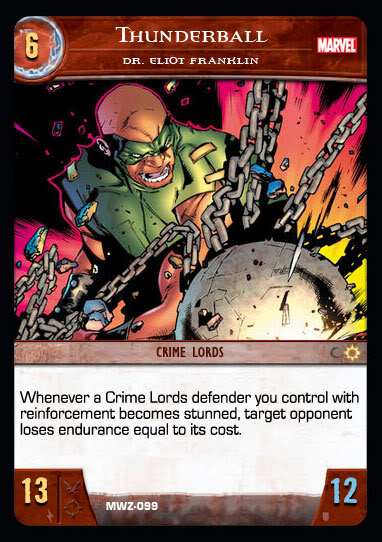 6
THUNDERBALL
MARVEL
DR. ELIOT FRANKLIN
CRIME LORDS
Whenever a Crime Lords defender you control with
reinforcement becomes stunned, target opponent
loses endurance equal to its cost.
13
MWZ-099
12